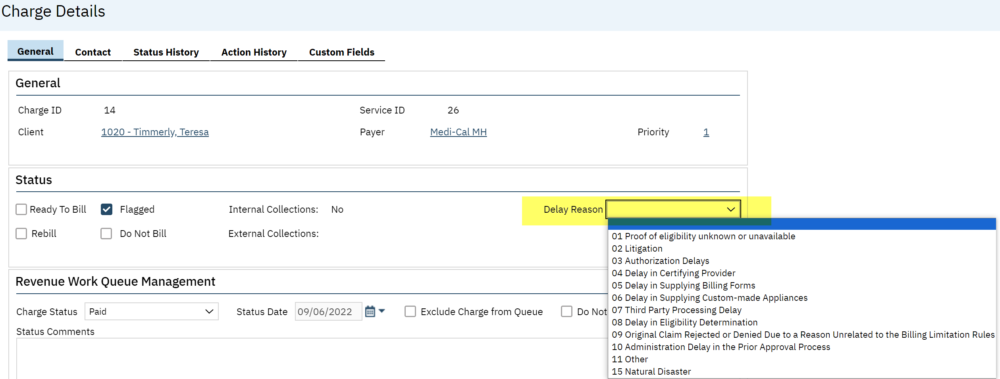 Charge Details
General
Contact
Status History
Action History
Custom Fields
General
Charge ID 14 Service ID 26
Client 1020 - Timmerly, Teresa Payer Medi-Cal MH Priority 1
Status
Ready To Bill Flagged Internal Collections: No Delay Reason
Rebill Do Not Bill External Collections:
01 Proof of eligibility unknown or unavailable
02 Litigation
03 Authorization Delays
04 Delay in Certifying Provider
05 Delay in Supplying Billing Forms
06 Delay in Supplying Custom-made Appliances
07 Third Party Processing Delay
08 Delay in Eligibility Determination
09 Original Claim Rejected or Denied Due to a Reason Unrelated to the Billing Limitation Rules
10 Administration Delay in the Prior Approval Process
11 Other
15 Natural Disaster
Revenue Work Queue Management
Charge Status Paid Status Date 09/06/2022 Exclude Charge from Queue Do Not
Status Comments